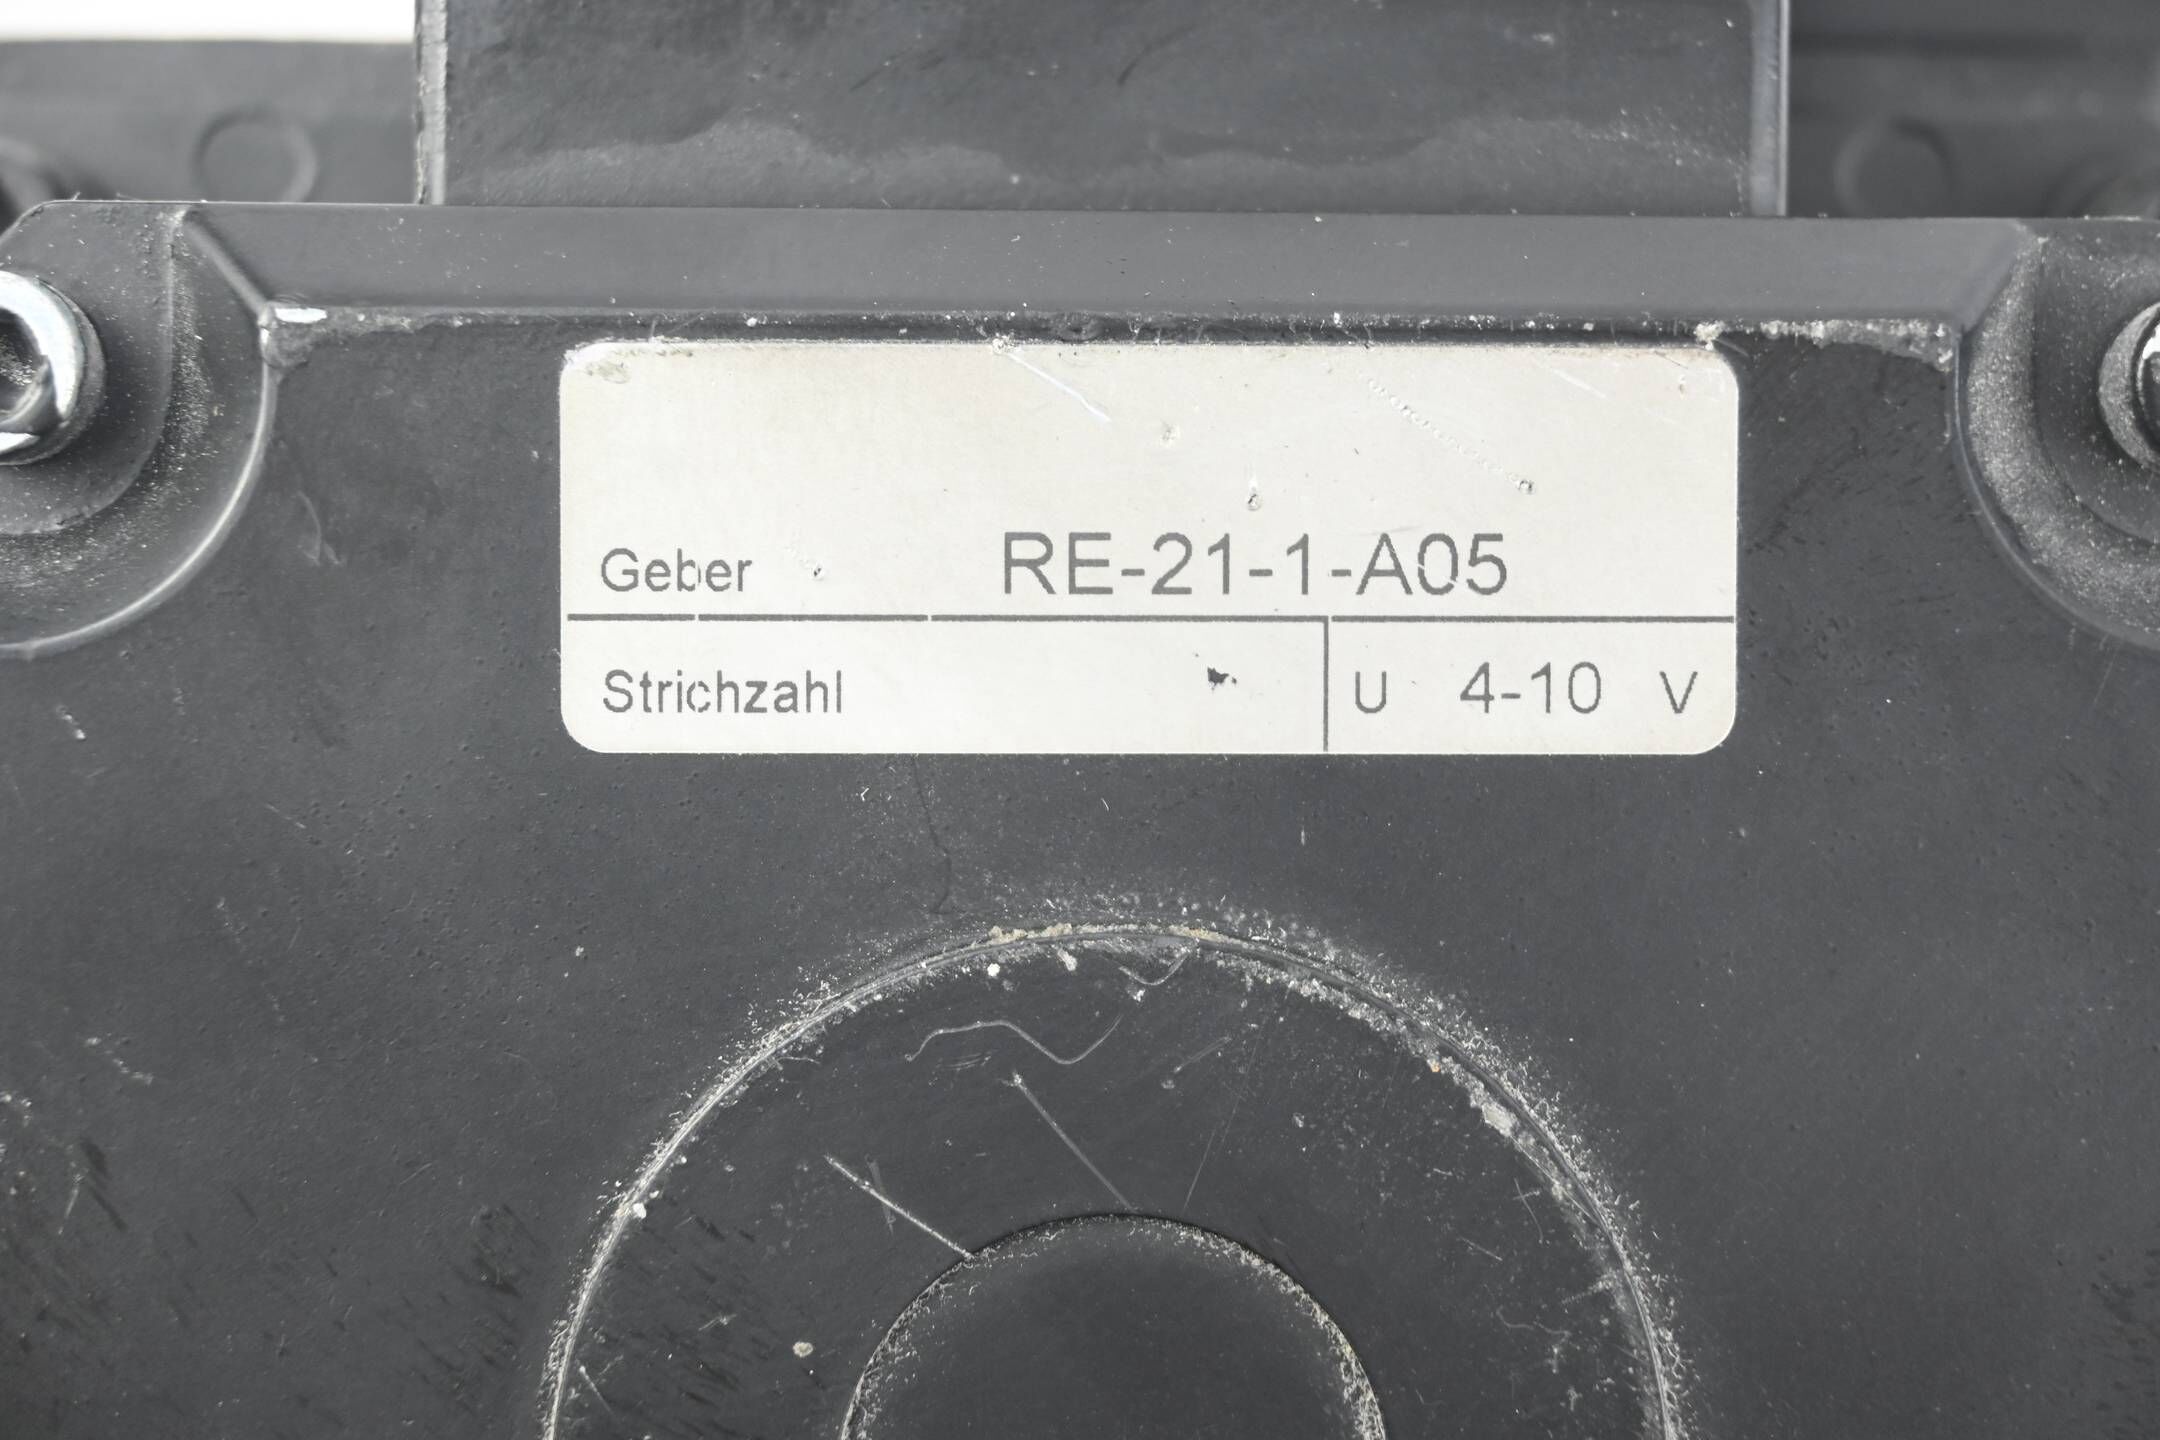 Geber RE-21-1-A05
Strichzahl U 4-10 V